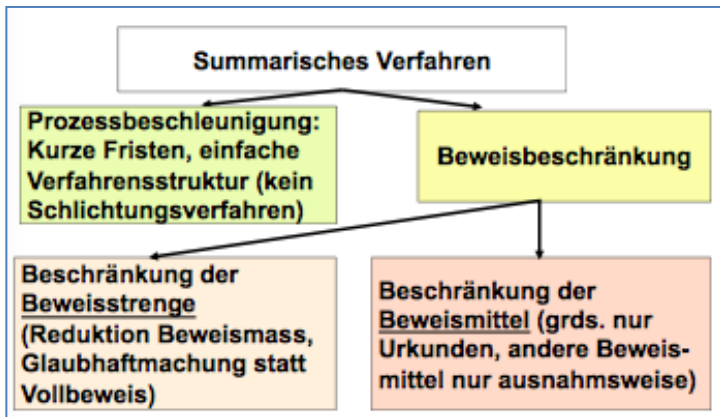 Summarisches Verfahren
Prozessbeschleunigung:
Kurze Fristen, einfache
Verfahrensstruktur (kein
Schlichtungsverfahren)
Beweisbeschränkung
Beschränkung der
Beweisstrenge
(Reduktion Beweismass,
Glaubhaftmachung statt
Vollbeweis)
Beschränkung der
Beweismittel (grds. nur
Urkunden, andere Beweis-
mittel nur ausnahmsweise)